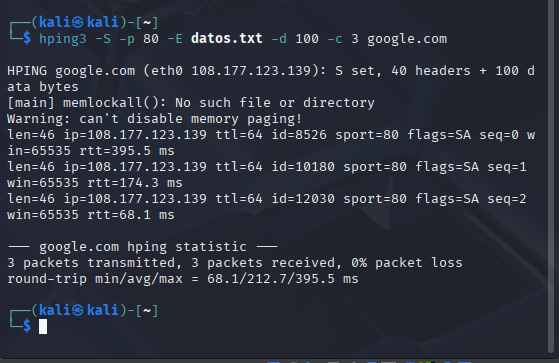 ┌──(kali㉿kali)-[~]
└─$ hping3 -S -p 80 -E datos.txt -d 100 -c 3 google.com
HPING google.com (eth0 108.177.123.139): S set, 40 headers + 100 d
ata bytes
[main] memlockall(): No such file or directory
Warning: can't disable memory paging!
len=46 ip=108.177.123.139 ttl=64 id=8526 sport=80 flags=SA seq=0 w
in=65535 rtt=395.5 ms
len=46 ip=108.177.123.139 ttl=64 id=10180 sport=80 flags=SA seq=1
win=65535 rtt=174.3 ms
len=46 ip=108.177.123.139 ttl=64 id=12030 sport=80 flags=SA seq=2
win=65535 rtt=68.1 ms
--- google.com hping statistic ---
3 packets transmitted, 3 packets received, 0% packet loss
round-trip min/avg/max = 68.1/212.7/395.5 ms
┌──(kali㉿kali)-[~]
└─$